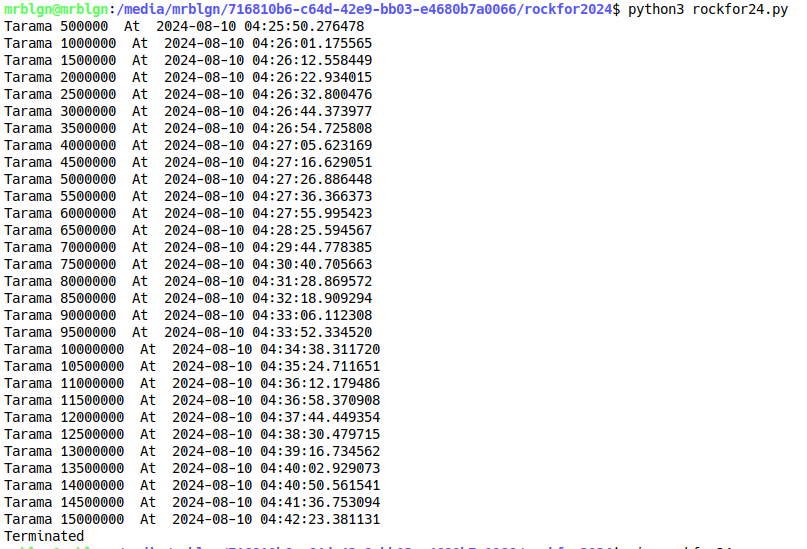 mrblgn@mrblgn:/media/mrblgn/716810b6-c64d-42e9-bb03-e4680b7a0066/rockfor2024$ python3 rockfor24.py
Tarama 500000  At  2024-08-10 04:25:50.276478
Tarama 1000000  At  2024-08-10 04:26:01.175565
Tarama 1500000  At  2024-08-10 04:26:12.558449
Tarama 2000000  At  2024-08-10 04:26:22.934015
Tarama 2500000  At  2024-08-10 04:26:32.800476
Tarama 3000000  At  2024-08-10 04:26:44.373977
Tarama 3500000  At  2024-08-10 04:26:54.725808
Tarama 4000000  At  2024-08-10 04:27:05.623169
Tarama 4500000  At  2024-08-10 04:27:16.629051
Tarama 5000000  At  2024-08-10 04:27:26.886448
Tarama 5500000  At  2024-08-10 04:27:36.366373
Tarama 6000000  At  2024-08-10 04:27:55.995423
Tarama 6500000  At  2024-08-10 04:28:25.594567
Tarama 7000000  At  2024-08-10 04:29:44.778385
Tarama 7500000  At  2024-08-10 04:30:40.705663
Tarama 8000000  At  2024-08-10 04:31:28.869572
Tarama 8500000  At  2024-08-10 04:32:18.909294
Tarama 9000000  At  2024-08-10 04:33:06.112308
Tarama 9500000  At  2024-08-10 04:33:52.334520
Tarama 10000000  At  2024-08-10 04:34:38.311720
Tarama 10500000  At  2024-08-10 04:35:24.711651
Tarama 11000000  At  2024-08-10 04:36:12.179486
Tarama 11500000  At  2024-08-10 04:36:58.370908
Tarama 12000000  At  2024-08-10 04:37:44.449354
Tarama 12500000  At  2024-08-10 04:38:30.479715
Tarama 13000000  At  2024-08-10 04:39:16.734562
Tarama 13500000  At  2024-08-10 04:40:02.929073
Tarama 14000000  At  2024-08-10 04:40:50.561541
Tarama 14500000  At  2024-08-10 04:41:36.753094
Tarama 15000000  At  2024-08-10 04:42:23.381131
Terminated